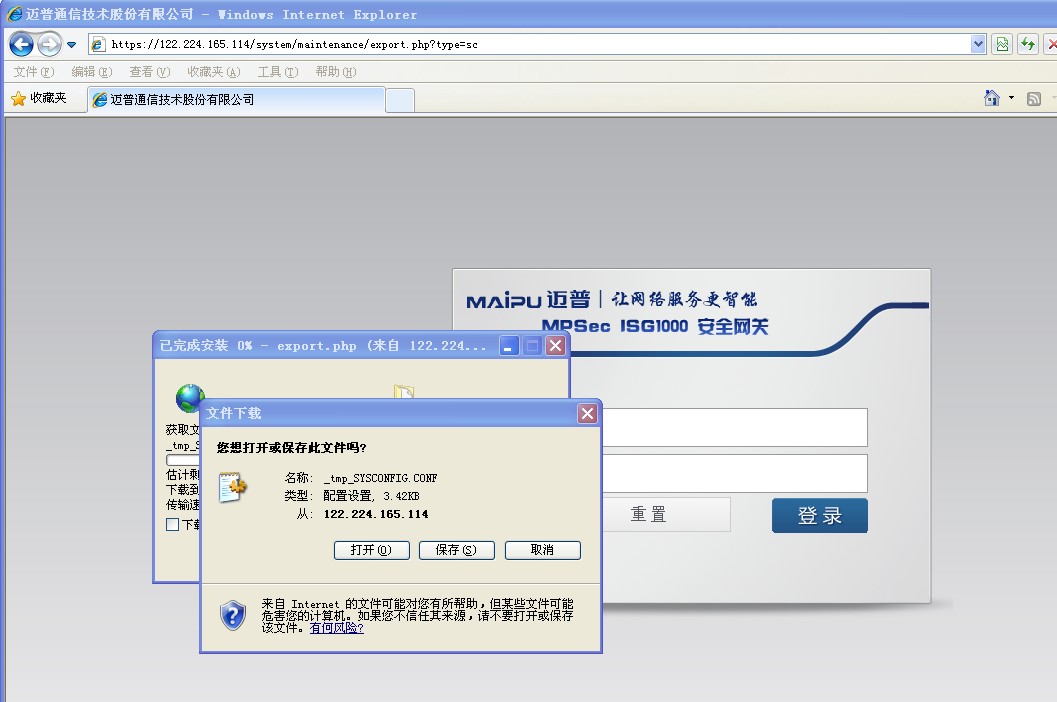 迈普通信技术股份有限公司 - Windows Internet Explorer
https://122.224.165.114/system/maintenance/export.php?type=sc
文件(F) 编辑(E) 查看(V) 收藏夹(A) 工具(T) 帮助(H)
收藏夹 迈普通信技术股份有限公司
MAiPU 迈普 | 让网络服务更智能
MPSec ISG1000 安全网关
重置
登录
已完成安装 0% - export.php (来自 122.224...
获取文
_tmp_S
估计剩
下载到
传输速
下载
文件下载
您想打开或保存此文件吗?
名称: _tmp_SYSCONFIG.CONF
类型: 配置设置, 3.42KB
从: 122.224.165.114
打开(O) 保存(S) 取消
来自 Internet 的文件可能对您有所帮助,但某些文件可能
危害您的计算机。如果您不信任其来源,请不要打开或保存
该文件。有何风险?